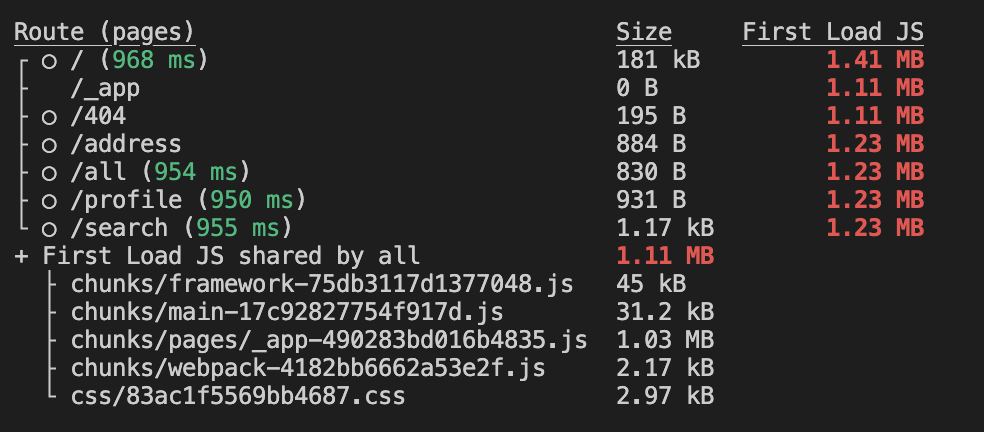 Route (pages) Size First Load JS
┌ ○ / (968 ms) 181 kB 1.41 MB
├   /_app 0 B 1.11 MB
├ ○ /404 195 B 1.11 MB
├ ○ /address 884 B 1.23 MB
├ ○ /all (954 ms) 830 B 1.23 MB
├ ○ /profile (950 ms) 931 B 1.23 MB
└ ○ /search (955 ms) 1.17 kB 1.23 MB
+ First Load JS shared by all 1.11 MB
├ chunks/framework-75db3117d1377048.js 45 kB
├ chunks/main-17c92827754f917d.js 31.2 kB
├ chunks/pages/_app-490283bd016b4835.js 1.03 MB
├ chunks/webpack-4182bb6662a53e2f.js 2.17 kB
└ css/83ac1f5569bb4687.css 2.97 kB